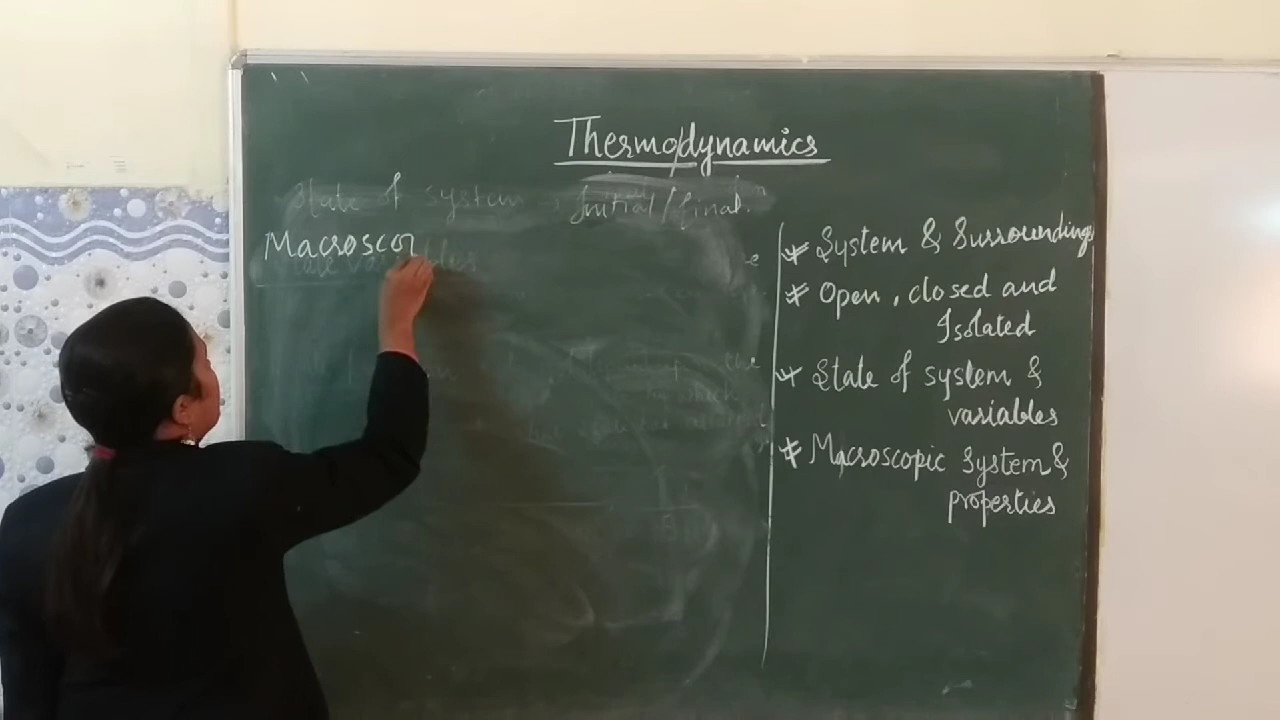 Thermodynamics
State of system, Initial/final.
Macroscop
* System & Surroundings
* Open, closed and
Isolated
* State of system &
variables
* Macroscopic System &
properties